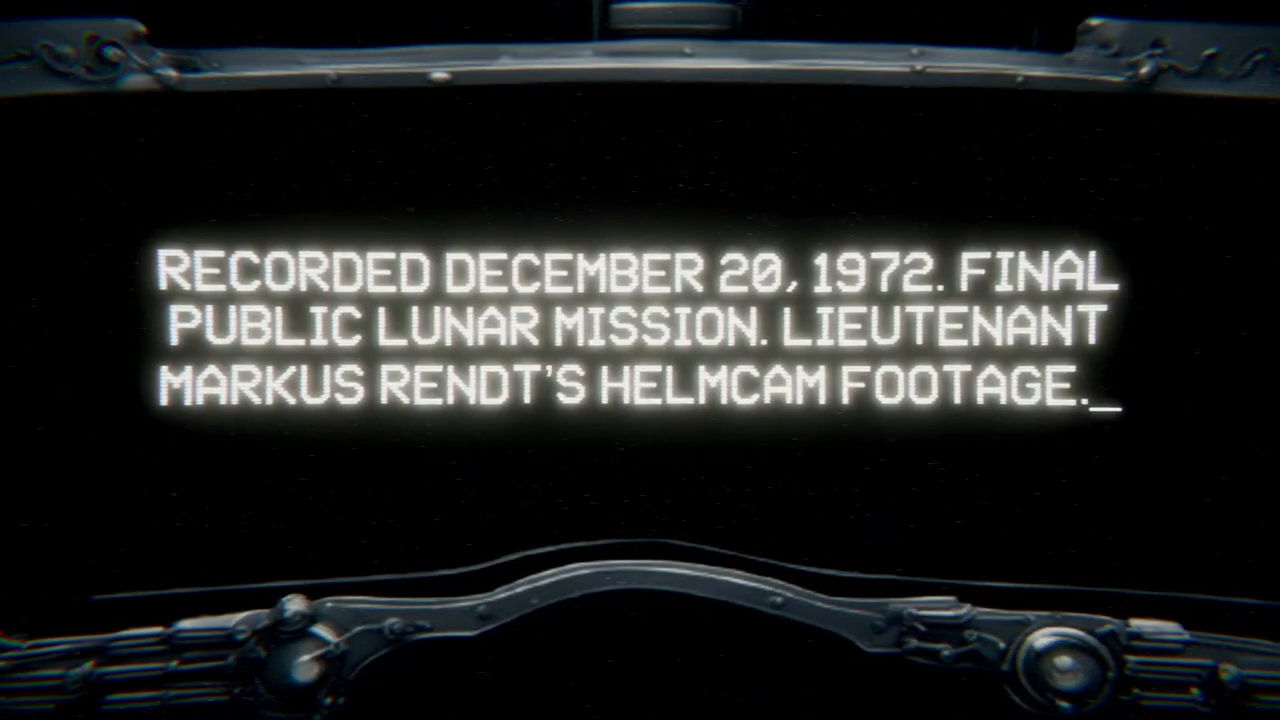 RECORDED DECEMBER 20, 1972. FINAL
PUBLIC LUNAR MISSION. LIEUTENANT
MARKUS RENDT'S HELMCAM FOOTAGE._